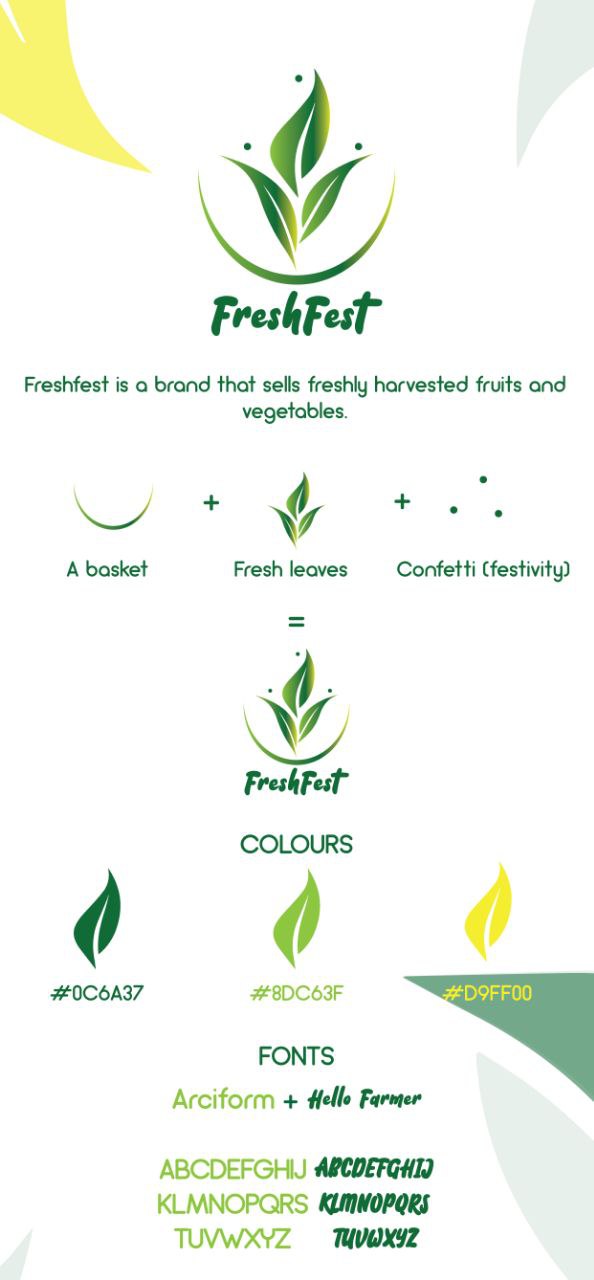 FreshFest
Freshfest is a brand that sells freshly harvested fruits and
vegetables.
+ +
A basket Fresh leaves Confetti (festivity)
=
FreshFest
COLOURS
#0C6A37 #8DC63F #D9FF00
FONTS
Arciform + Hello Farmer
ABCDEFGHIJ ABCDEFGHIJ
KLMNOPQRS KLMNOPQRS
TUVWXYZ TUVWXYZ